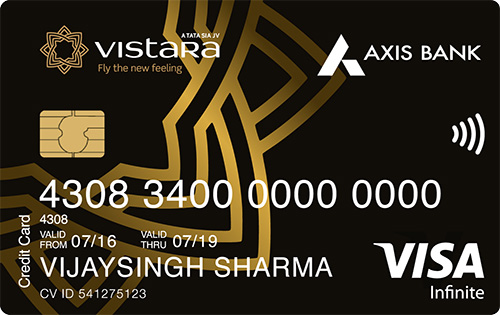 A TATA SIA JV
VISTARA
Fly the new feeling
AXIS BANK
4308 3400 0000 0000
4308
VALID FROM 07/16 VALID THRU 07/19
VIJAYSINGH SHARMA
CV ID 541275123
Credit Card
VISA
Infinite